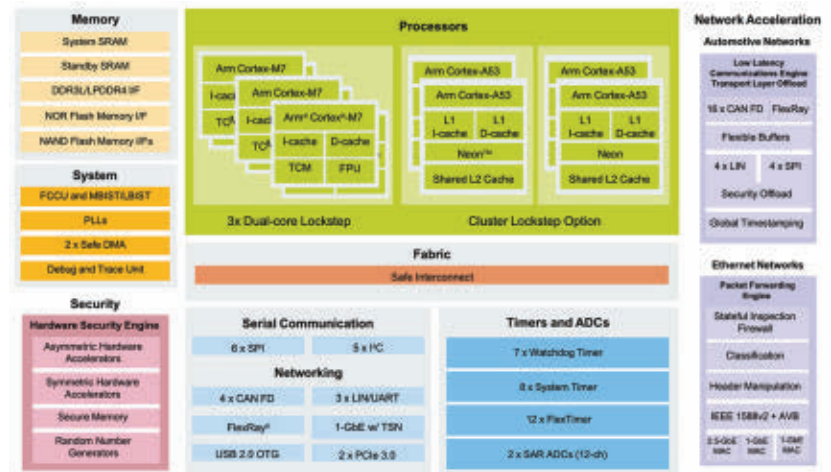 Memory
System SRAM
Standby SRAM
DDR3L/LPDDR4 I/F
NOR Flash Memory I/F
NAND Flash Memory I/Fs
System
FCCU and MBIST/LBIST
PLLs
2 x Safe DMA
Debug and Trace Unit
Security
Hardware Security Engine
Asymmetric Hardware
Accelerators
Symmetric Hardware
Accelerators
Secure Memory
Random Number
Generators
Processors
Arm Cortex-M7
I-cach
TC
Arm Cortex-M7
I-cac
TC
Arm® Cortex®-M7
I-cache
D-cache
TCM
FPU
3x Dual-core Lockstep
Arm Cortex-A53
Arm Cortex-A53
L1
I-cache
L1
D-cache
Neon™
Shared L2 Cache
Arm Cortex-A53
Arm Cortex-A53
L1
I-cache
L1
D-cache
Neon
Shared L2 Cache
Cluster Lockstep Option
Fabric
Safe Interconnect
Serial Communication
6 x SPI
5 x I²C
Networking
4 x CAN FD
3 x LIN/UART
FlexRay®
1-GbE w/ TSN
USB 2.0 OTG
2 x PCIe 3.0
Timers and ADCs
7 x Watchdog Timer
8 x System Timer
12 x FlexTimer
2 x SAR ADCs (12-ch)
Network Acceleration
Automotive Networks
Low Latency
Communications Engine
Transport Layer Offload
16 x CAN FD
FlexRay
Flexible Buffers
4 x LIN
4 x SPI
Security Offload
Global Timestamping
Ethernet Networks
Packet Forwarding
Engine
Stateful Inspection
Firewall
Classification
Header Manipulation
IEEE 1588v2 + AVB
2.5-GbE
MAC
1-GbE
MAC
1-GbE
MAC